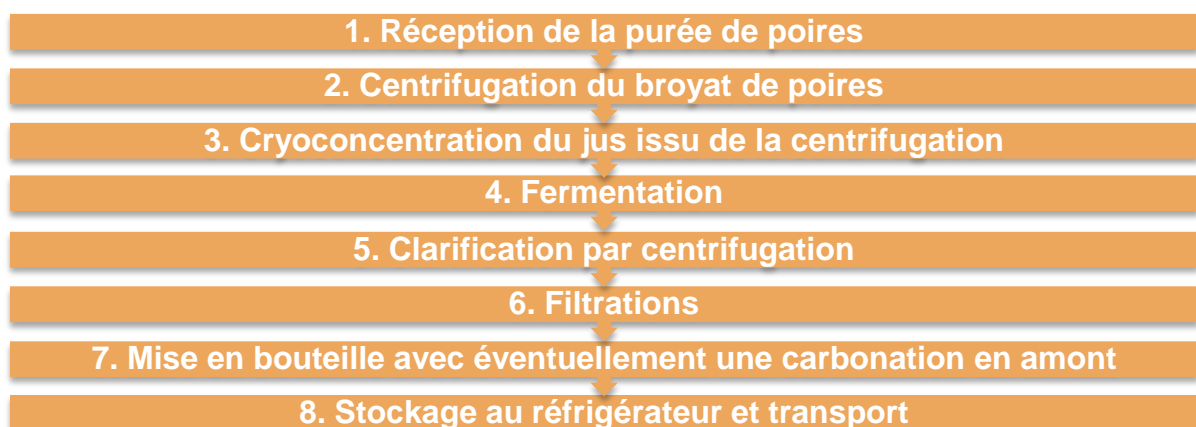 1. Réception de la purée de poires
2. Centrifugation du broyat de poires
3. Cryoconcentration du jus issu de la centrifugation
4. Fermentation
5. Clarification par centrifugation
6. Filtrations
7. Mise en bouteille avec éventuellement une carbonation en amont
8. Stockage au réfrigérateur et transport